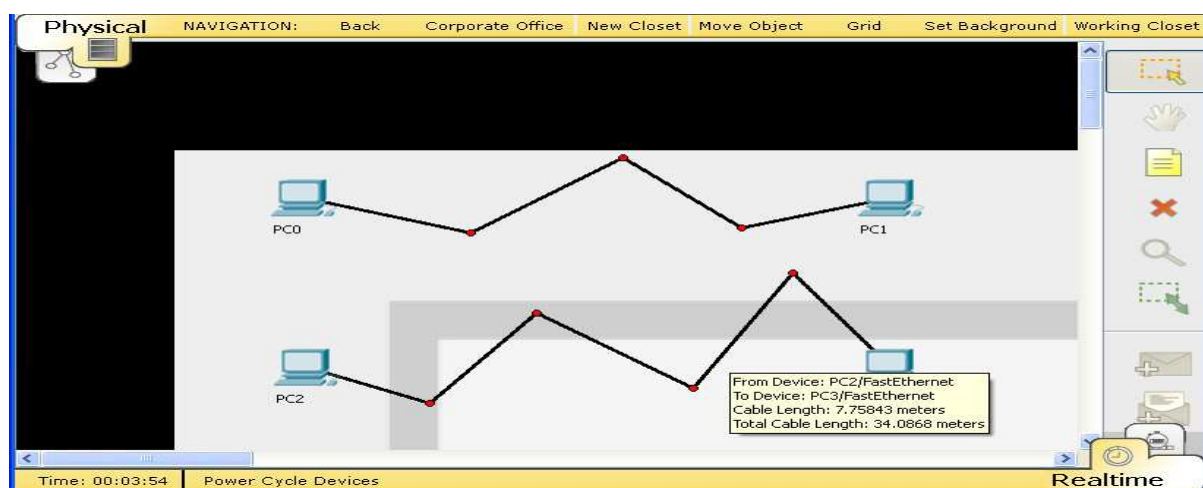 Physical NAVIGATION: Back Corporate Office New Closet Move Object Grid Set Background Working Closet
PC0
PC1
PC2
From Device: PC2/FastEthernet
To Device: PC3/FastEthernet
Cable Length: 7.75843 meters
Total Cable Length: 34.0868 meters
Time: 00:03:54 Power Cycle Devices Realtime